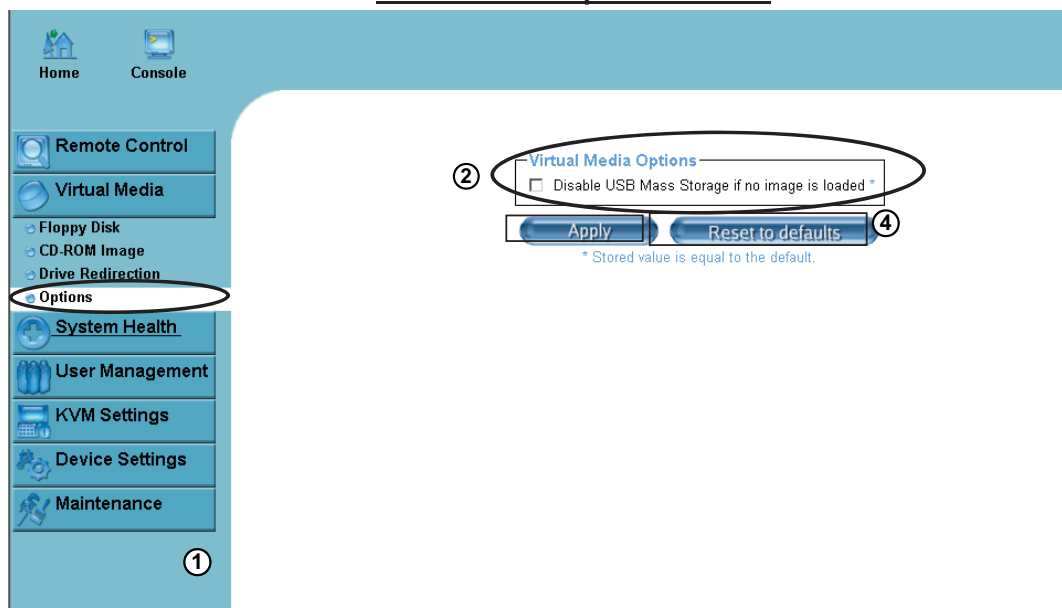 Home
Console
Remote Control
Virtual Media
Floppy Disk
CD-ROM Image
Drive Redirection
Options
System Health
User Management
KVM Settings
Device Settings
Maintenance
1
2
Virtual Media Options
Disable USB Mass Storage if no image is loaded *
Apply
Reset to defaults
4
* Stored value is equal to the default.